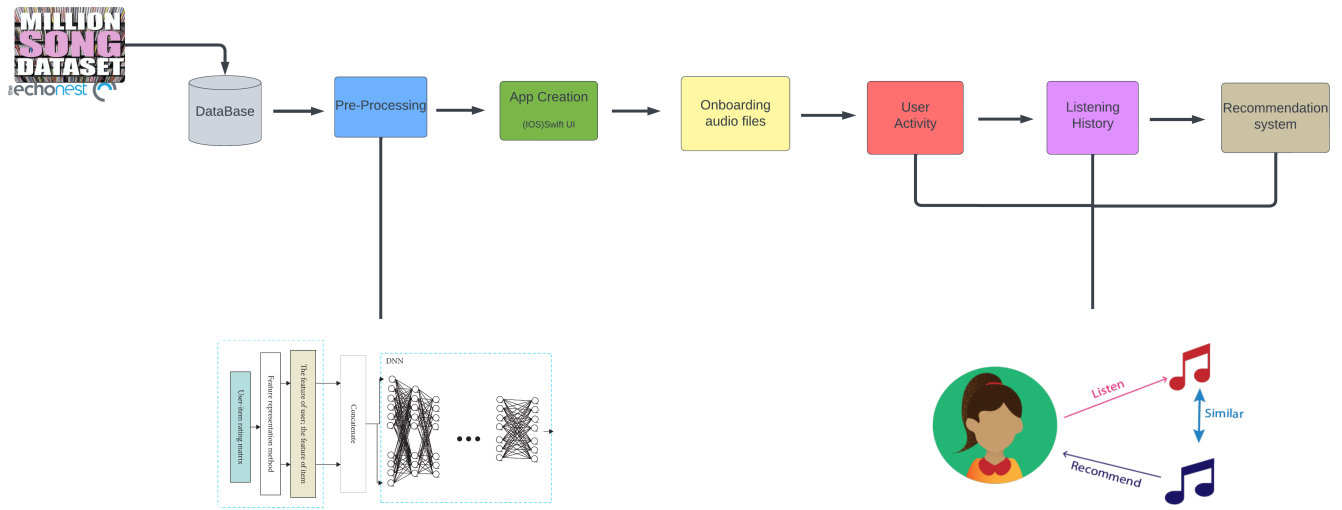 MILLION
SONG
DATASET
the echonest
DataBase
Pre-Processing
App Creation
(IOS)Swift UI
Onboarding
audio files
User
Activity
Listening
History
Recommendation
system
User-item rating matrix
Feature representation method
The feature of user; the feature of item
Concatenate
DNN
Listen
Similar
Recommend